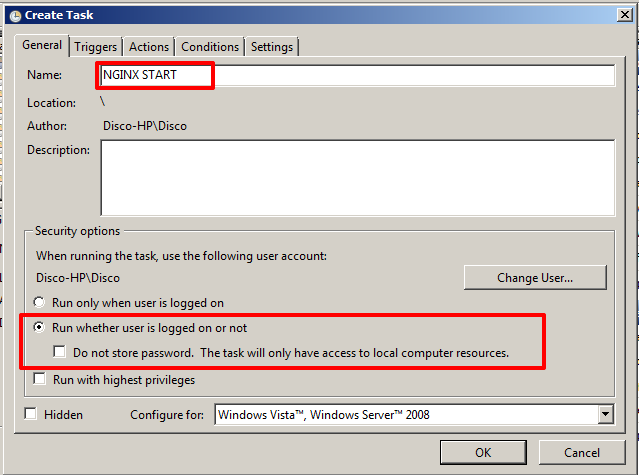 Create Task
General Triggers Actions Conditions Settings
Name: NGINX START
Location: \
Author: Disco-HP\Disco
Description:
Security options
When running the task, use the following user account:
Disco-HP\Disco Change User...
Run only when user is logged on
Run whether user is logged on or not
Do not store password. The task will only have access to local computer resources.
Run with highest privileges
Hidden Configure for: Windows Vista™, Windows Server™ 2008
OK Cancel